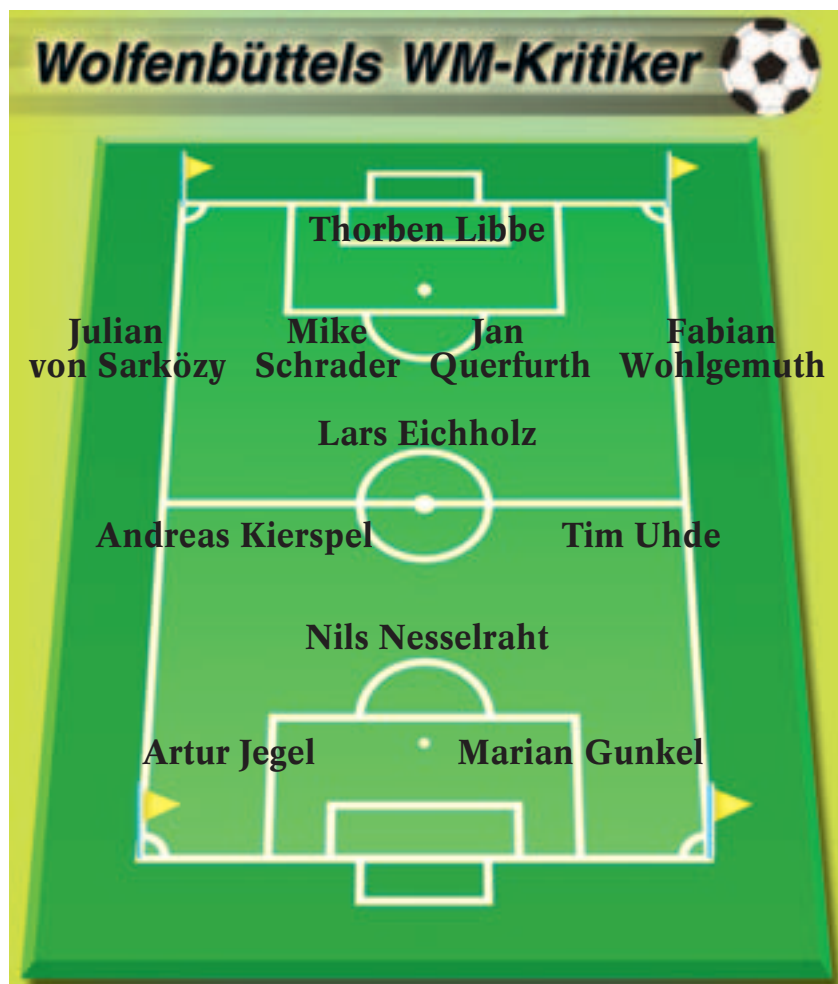 Wolfenbüttels WM-Kritiker
Thorben Libbe
Julian
von Sarközy
Mike
Schrader
Jan
Querfurth
Fabian
Wohlgemuth
Lars Eichholz
Andreas Kierspel
Tim Uhde
Nils Nesselraht
Artur Jegel
Marian Gunkel